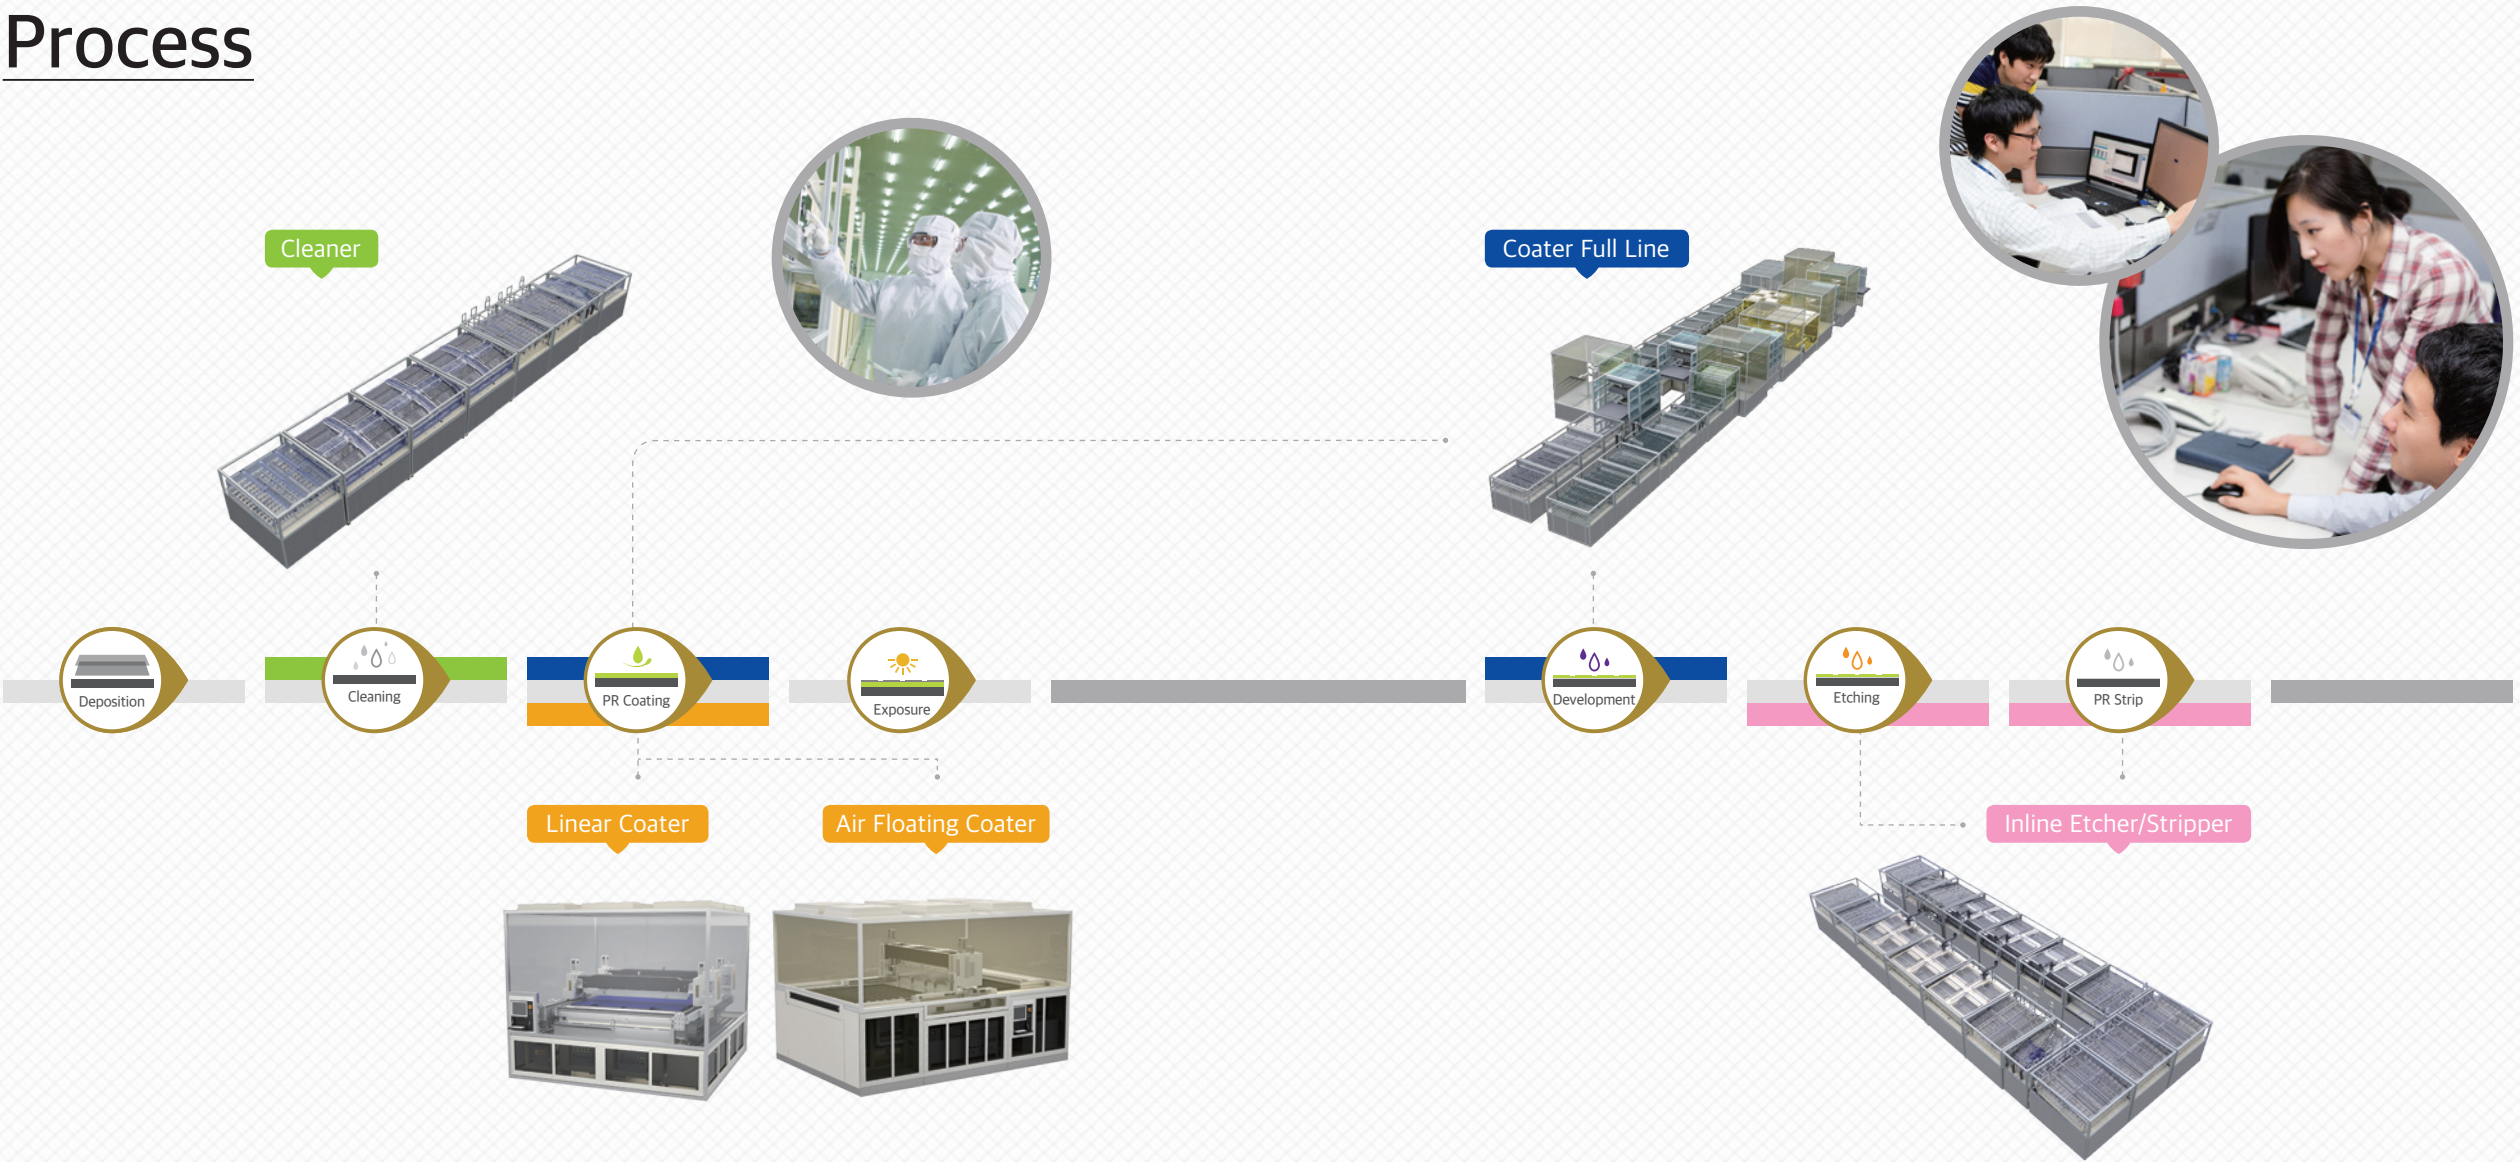 Process
Cleaner
Coater Full Line
Deposition
Cleaning
PR Coating
Exposure
Development
Etching
PR Strip
Linear Coater
Air Floating Coater
Inline Etcher/Stripper